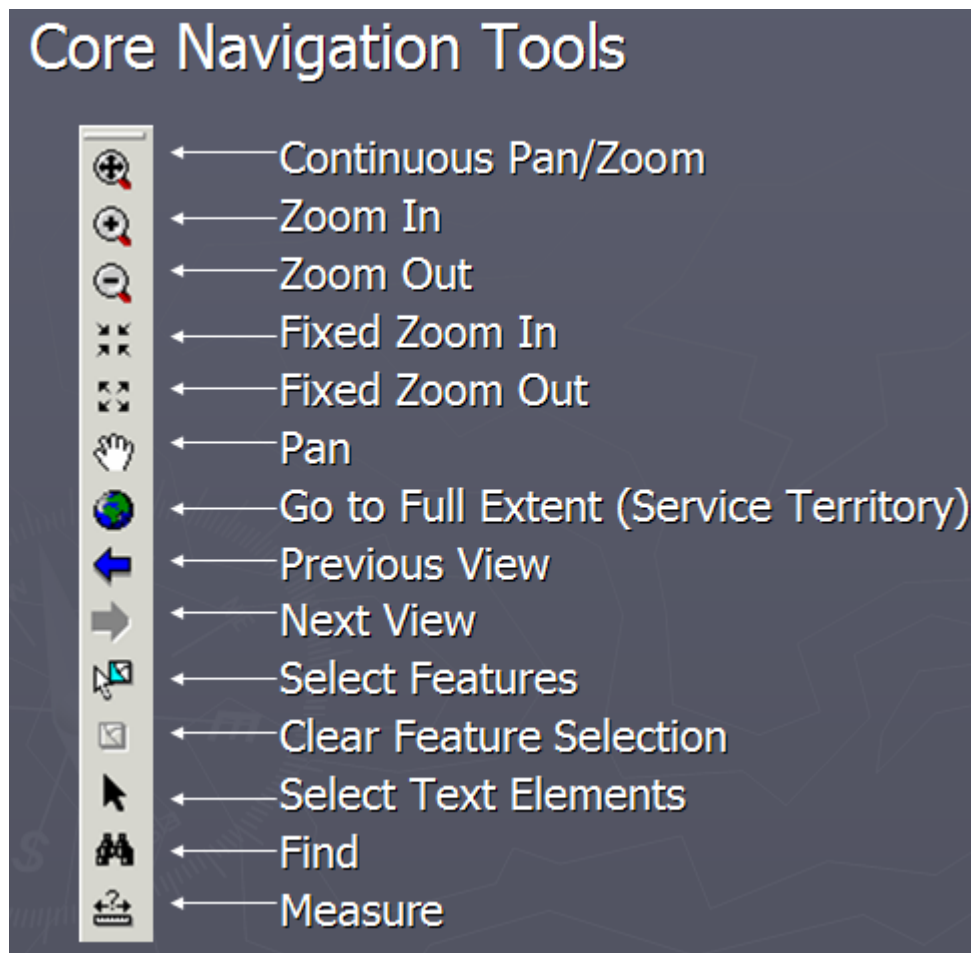 Core Navigation Tools
Continuous Pan/Zoom
Zoom In
Zoom Out
Fixed Zoom In
Fixed Zoom Out
Pan
Go to Full Extent (Service Territory)
Previous View
Next View
Select Features
Clear Feature Selection
Select Text Elements
Find
Measure